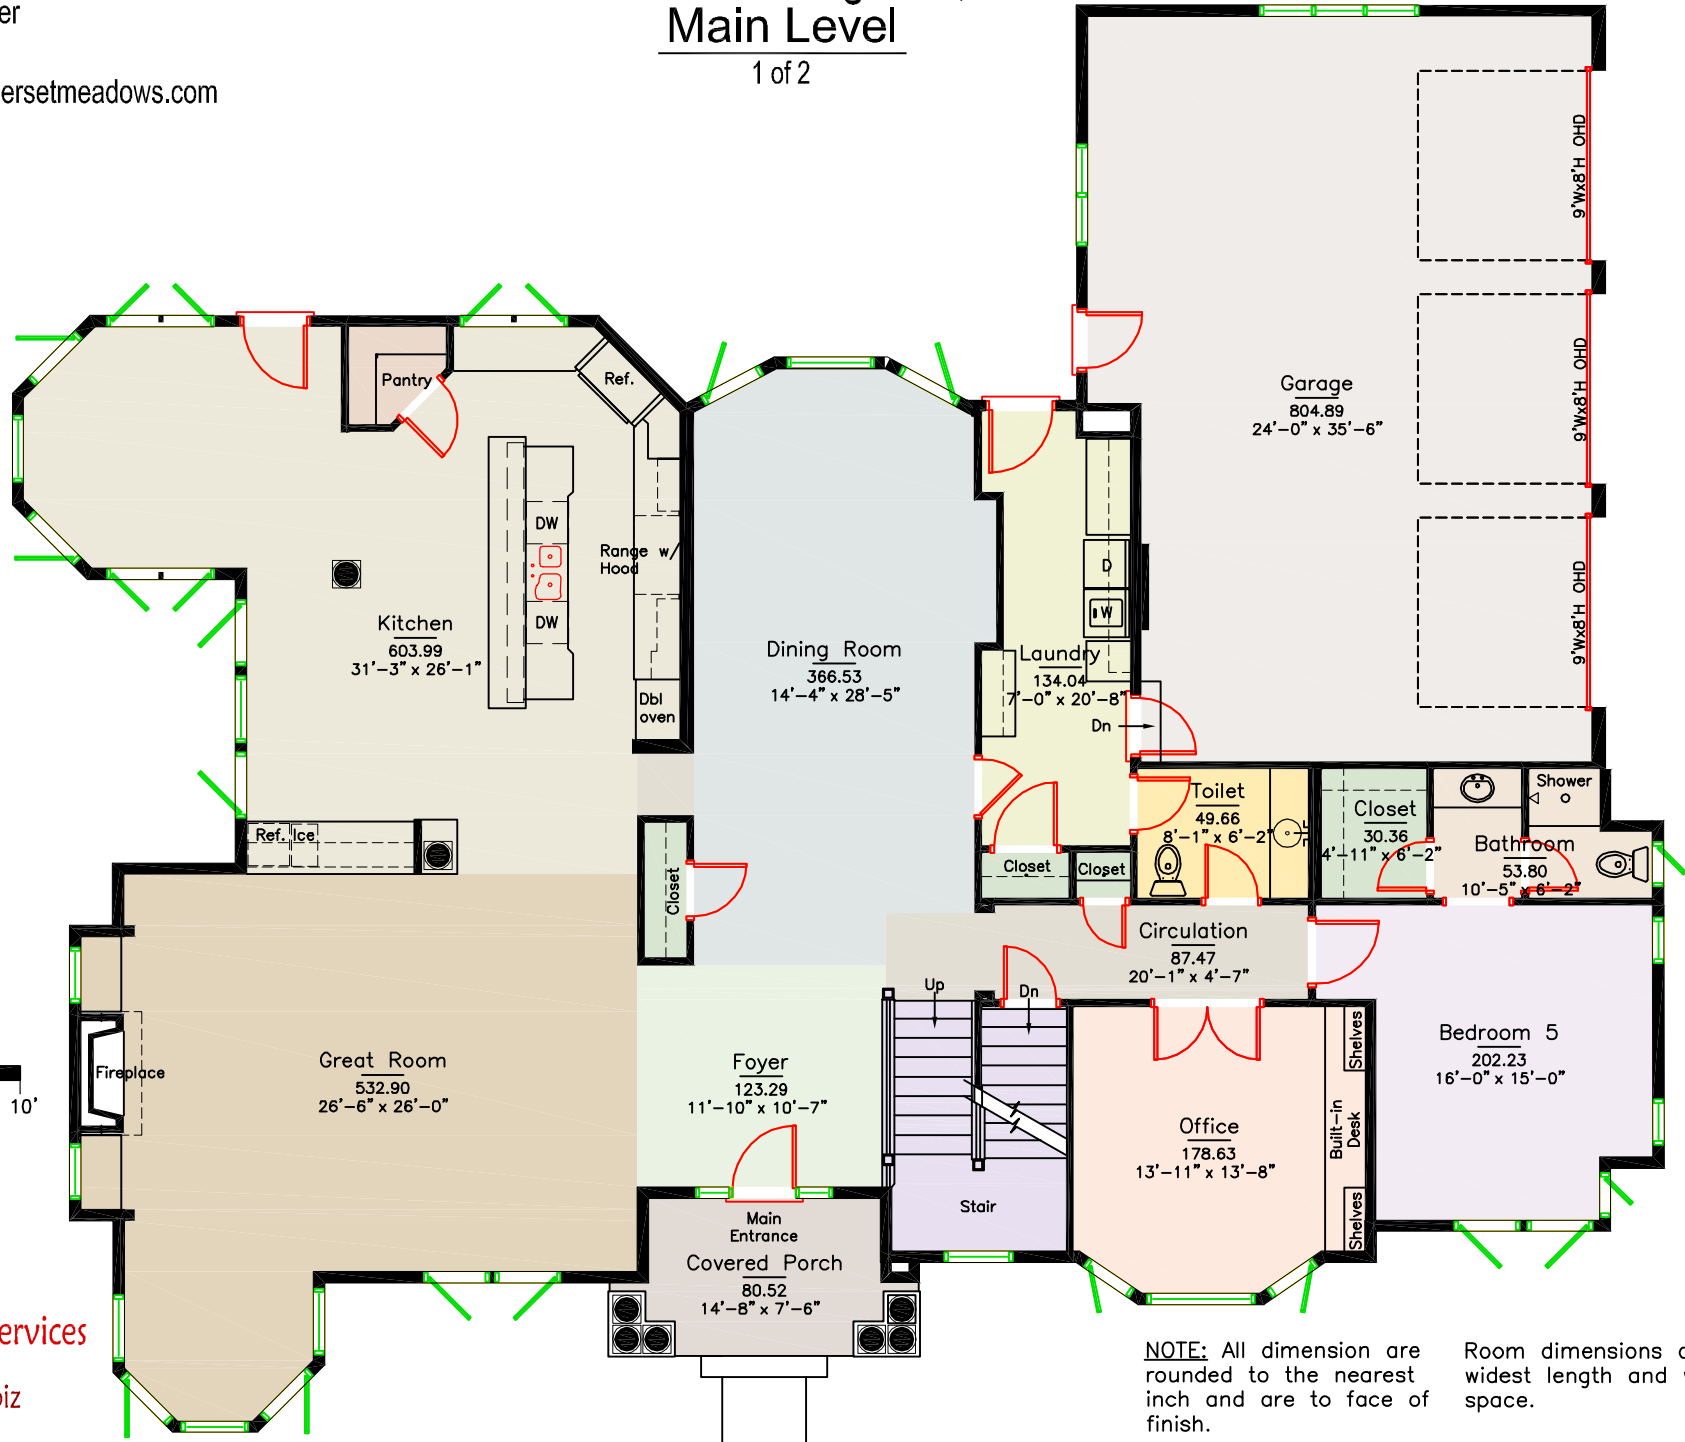 er
Main Level
1 of 2
ersetmeadows.com
9'Wx8'H OHD
9'Wx8'H OHD
9'Wx8'H OHD
Garage
804.89
24'-0" x 35'-6"
Pantry
Ref.
DW
Range w/
Hood
DW
Kitchen
603.99
31'-3" x 26'-1"
Dbl
oven
Dining Room
366.53
14'-4" x 28'-5"
D
W
Laundry
134.04
7'-0" x 20'-8"
Dn
Toilet
49.66
8'-1" x 6'-2"
Closet
30.36
4'-11" x 6'-2"
Shower
Bathroom
53.80
10'-5" x 6'-2"
Ref.
Ice
Closet
Closet
Closet
Circulation
87.47
20'-1" x 4'-7"
Up
Dn
Great Room
532.90
26'-6" x 26'-0"
Fireplace
10'
Foyer
123.29
11'-10" x 10'-7"
Shelves
Built-in
Desk
Shelves
Bedroom 5
202.23
16'-0" x 15'-0"
Office
178.63
13'-11" x 13'-8"
Stair
Main
Entrance
Covered Porch
80.52
14'-8" x 7'-6"
ervices
oiz
NOTE: All dimension are
rounded to the nearest
inch and are to face of
finish.
Room dimensions
widest length and
space.